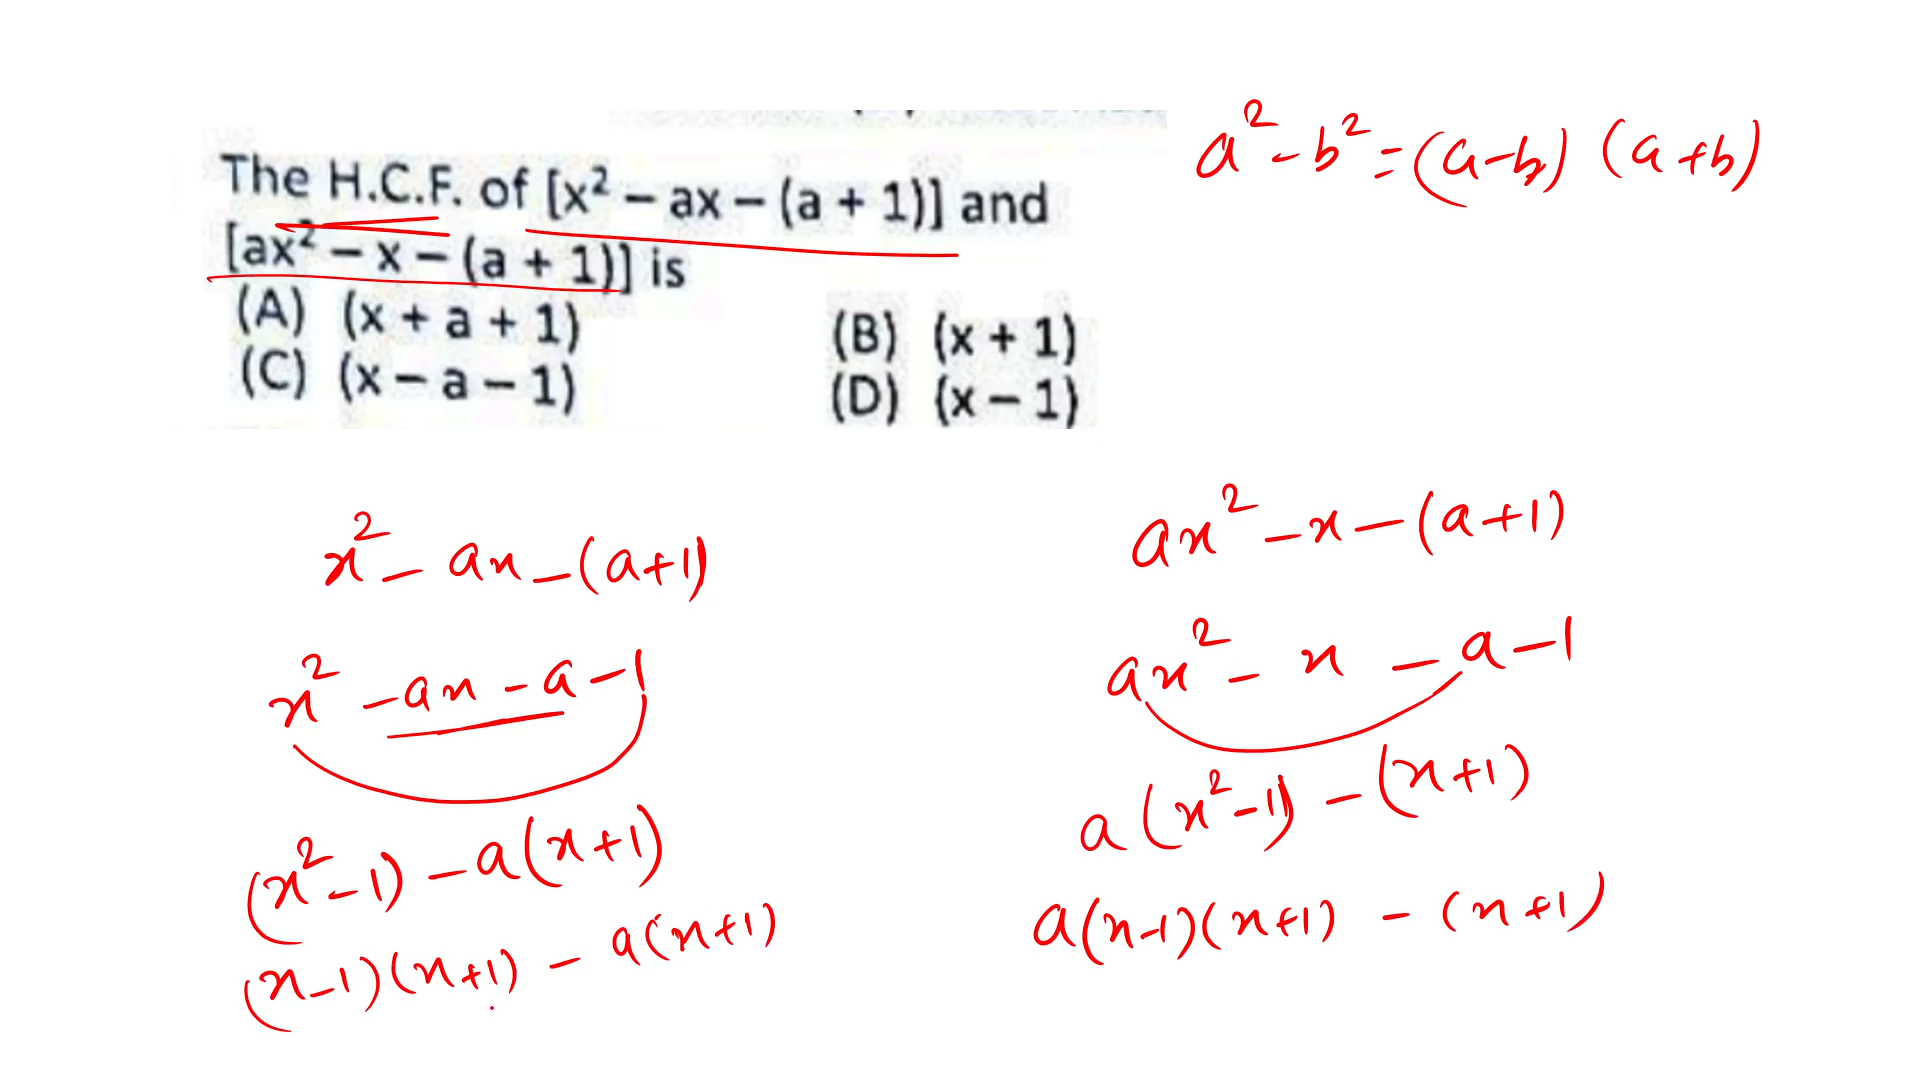 The H.C.F. of [x² – ax – (a + 1)] and
[ax² – x – (a + 1)] is
(A) (x + a + 1) (B) (x + 1)
(C) (x – a – 1) (D) (x – 1)
a² - b² = (a-b) (a+b)
x² - ax - (a+1)
x² - ax - a - 1
(x² - 1) - a(x+1)
(x-1)(x+1) - a(x+1)
ax² - x - (a+1)
ax² - x - a - 1
a(x² - 1) - (x+1)
a(x-1)(x+1) - (x+1)